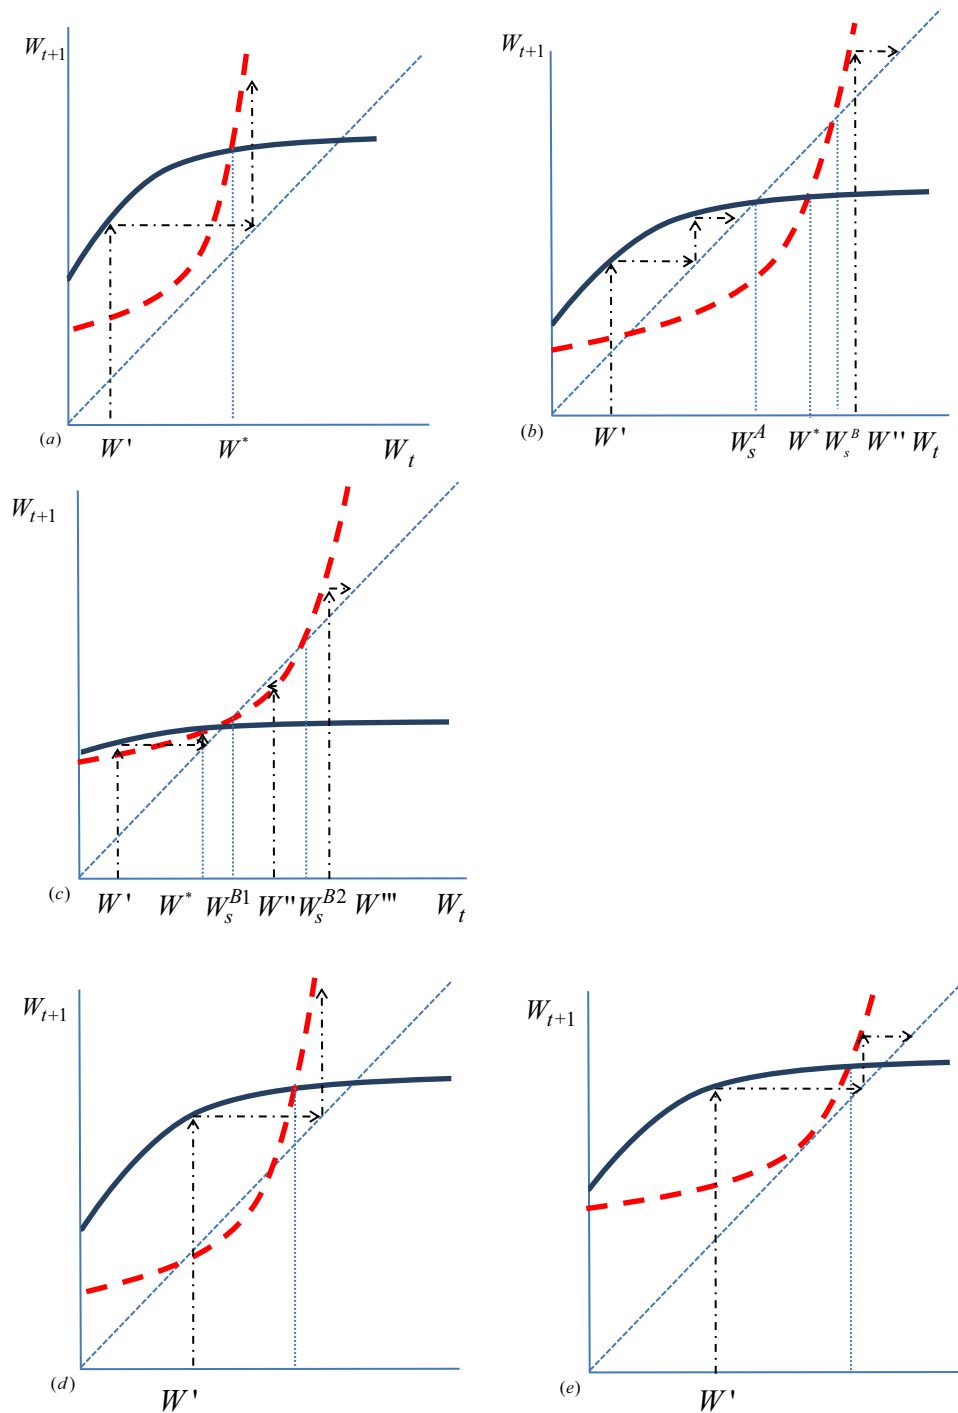 W_{t+1}
(a) W' W^* W_t
W_{t+1}
(b) W' W_s^A W^* W_s^B W'' W_t
W_{t+1}
(c) W' W^* W_s^{B1} W'' W_s^{B2} W''' W_t
W_{t+1}
(d)
W'
W_{t+1}
(e)
W'